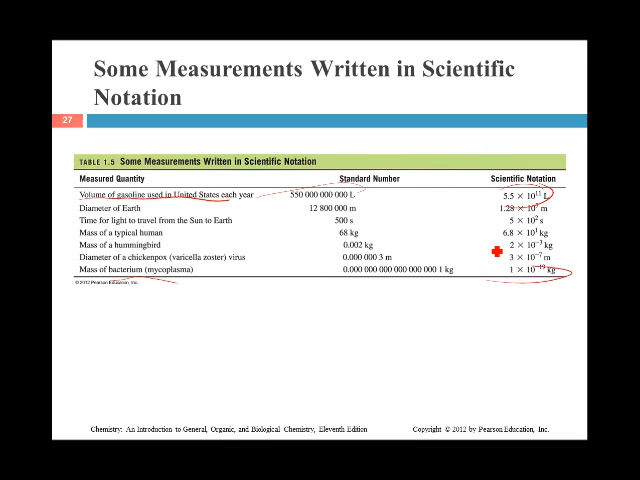 Some Measurements Written in Scientific
Notation
27
TABLE 1.5 Some Measurements Written in Scientific Notation
Measured Quantity Standard Number Scientific Notation
Volume of gasoline used in United States each year 550 000 000 000 L 5.5 × 10¹¹ L
Diameter of Earth 12 800 000 m 1.28 × 10⁷ m
Time for light to travel from the Sun to Earth 500 s 5 × 10² s
Mass of a typical human 68 kg 6.8 × 10¹ kg
Mass of a hummingbird 0.002 kg 2 × 10⁻³ kg
Diameter of a chickenpox (varicella zoster) virus 0.000 000 3 m 3 × 10⁻⁷ m
Mass of bacterium (mycoplasma) 0.000 000 000 000 000 000 1 kg 1 × 10⁻¹⁹ kg
© 2012 Pearson Education, Inc.
Chemistry: An Introduction to General, Organic, and Biological Chemistry, Eleventh Edition
Copyright © 2012 by Pearson Education, Inc.